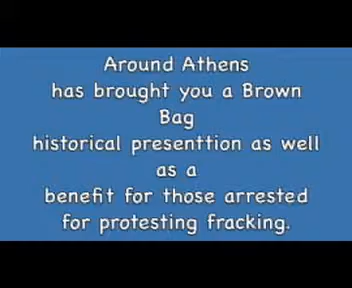 Around Athens
has brought you a Brown
Bag
historical presenttion as well
as a
benefit for those arrested
for protesting fracking.